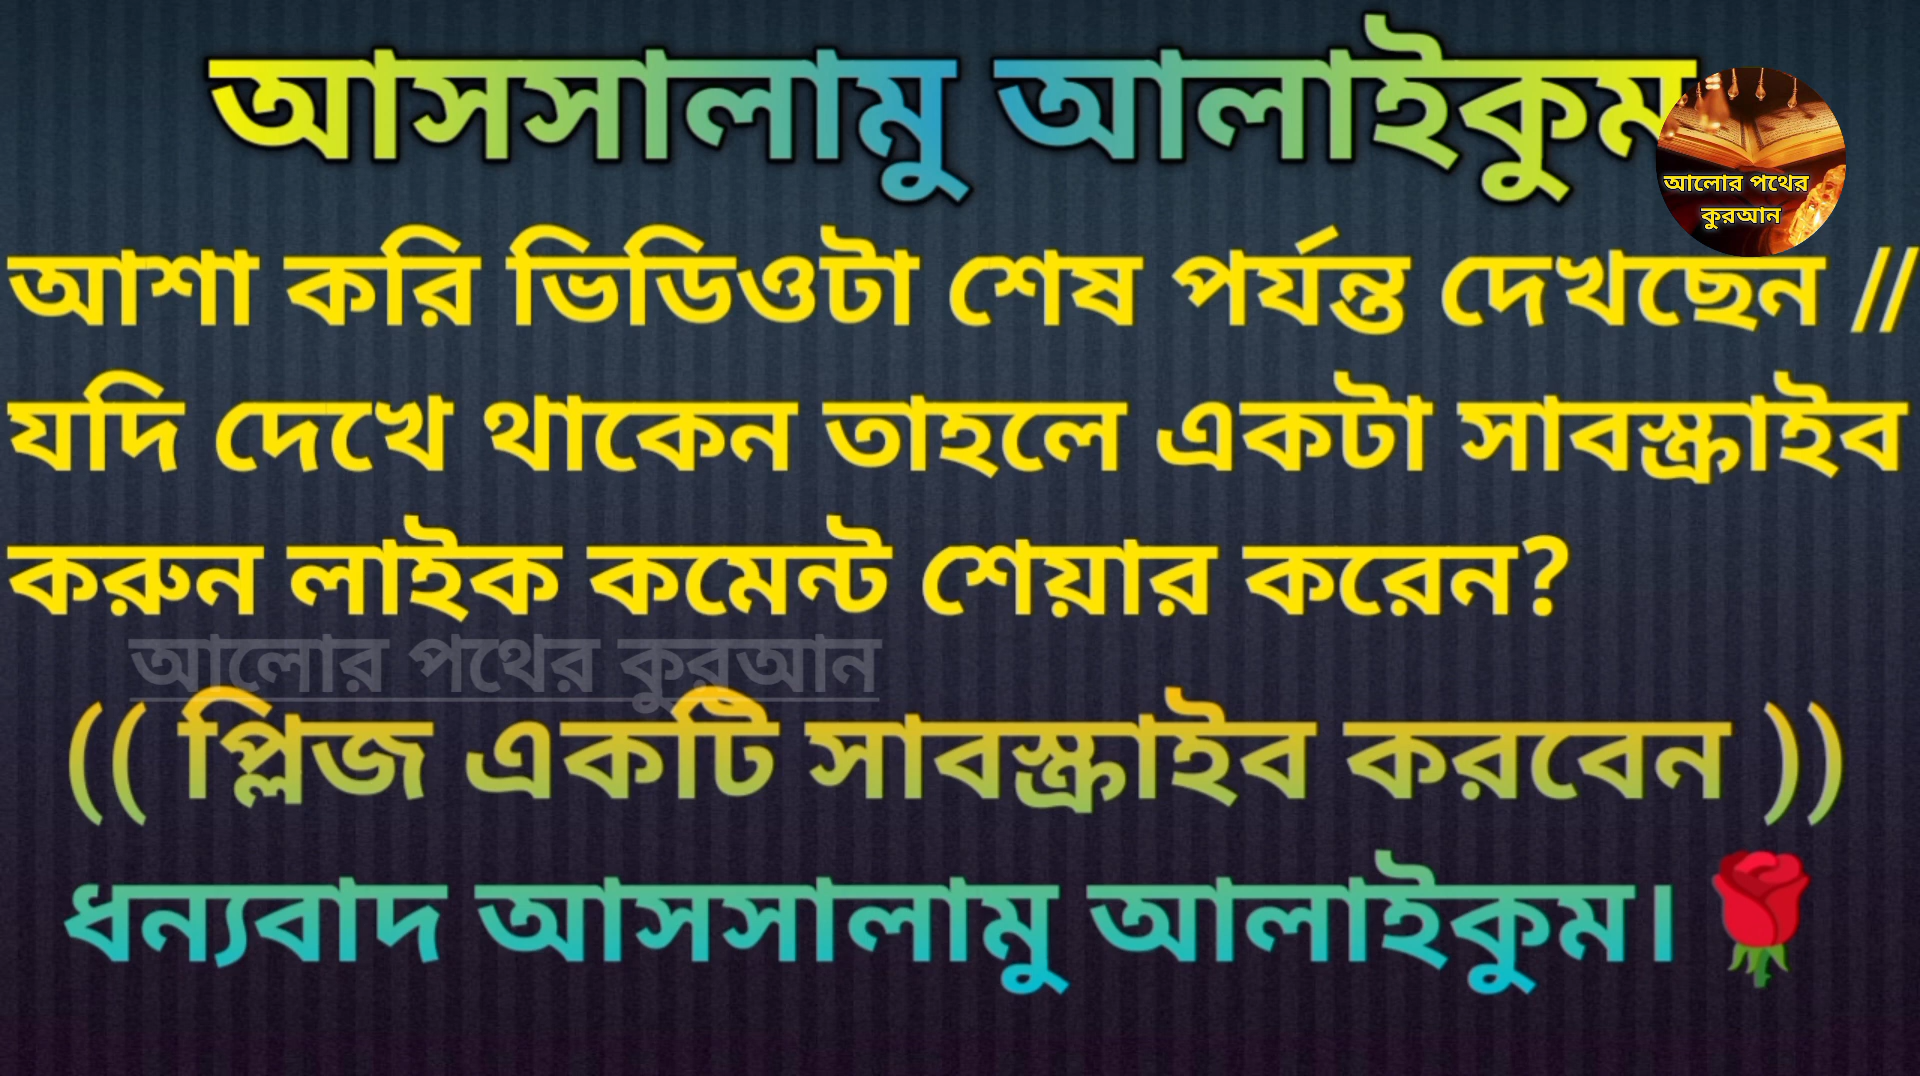 আসসালামু আলাইকুম
আলোর পথের
কুরআন
আশা করি ভিডিওটা শেষ পর্যন্ত দেখছেন //
যদি দেখে থাকেন তাহলে একটা সাবস্ক্রাইব
করুন লাইক কমেন্ট শেয়ার করেন?
আলোর পথের কুরআন
(( প্লিজ একটি সাবস্ক্রাইব করবেন ))
ধন্যবাদ আসসালামু আলাইকুম।🌹